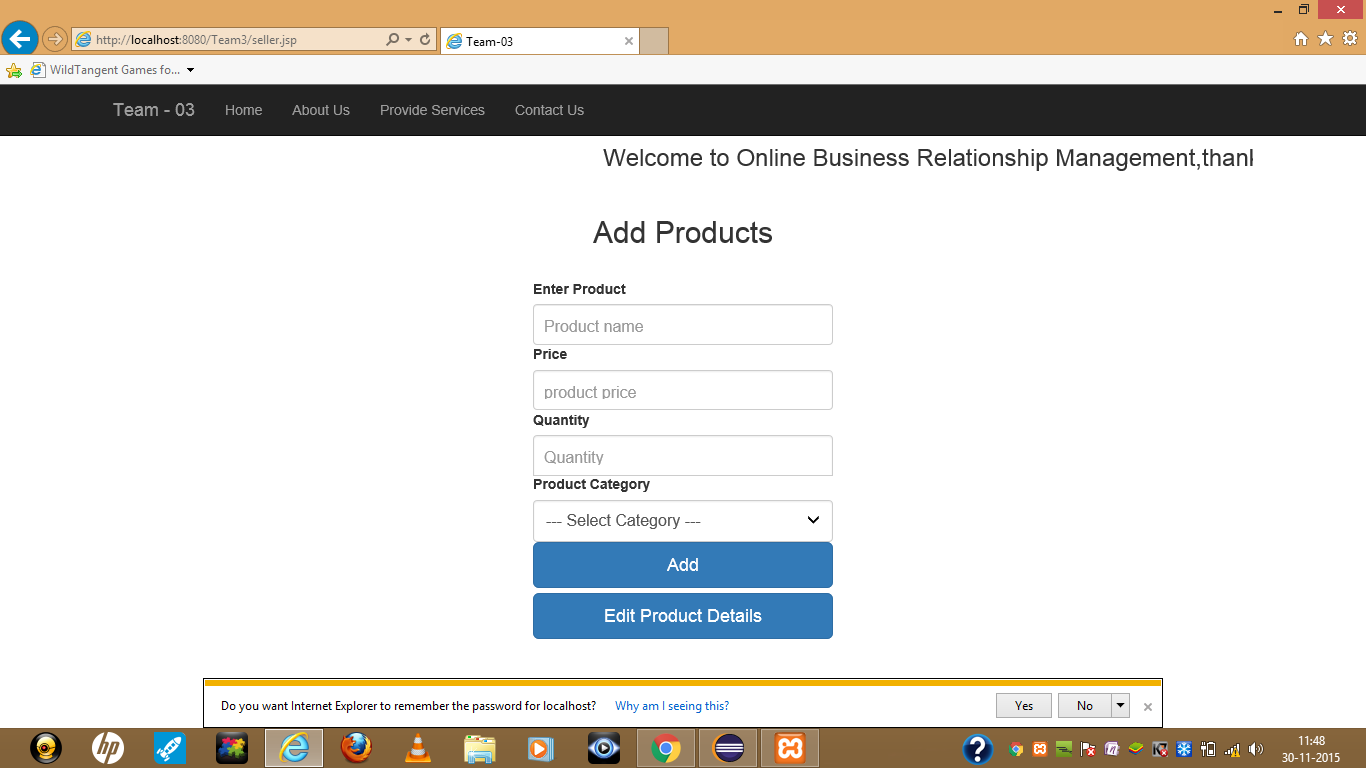 http://localhost:8080/Team3/seller.jsp
Team-03
WildTangent Games fo...
Team - 03 Home About Us Provide Services Contact Us
Welcome to Online Business Relationship Management,thank
Add Products
Enter Product
Product name
Price
product price
Quantity
Quantity
Product Category
--- Select Category ---
Add
Edit Product Details
Do you want Internet Explorer to remember the password for localhost? Why am I seeing this? Yes No
11:48
30-11-2015